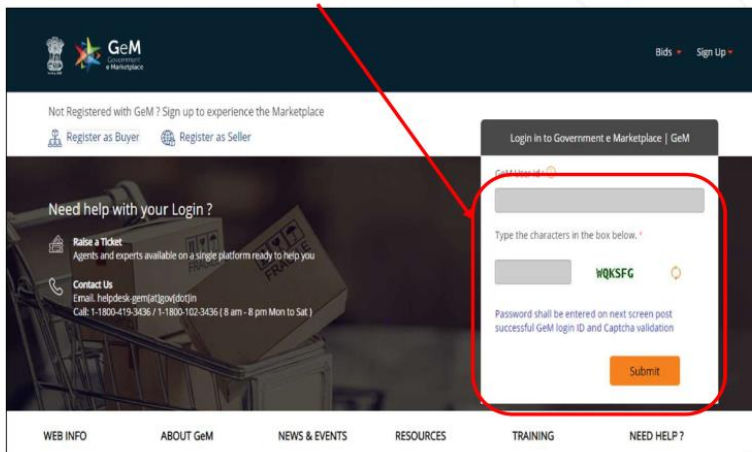 GeM
Government
e Marketplace
Bids
Sign Up
Not Registered with GeM ? Sign up to experience the Marketplace
Register as Buyer
Register as Seller
Need help with your Login ?
Raise a Ticket
Agents and experts available on a single platform ready to help you
Contact Us
Email. helpdesk-gem[at]gov[dot]in
Call: 1-1800-419-3436 / 1-1800-102-3436 ( 8 am - 8 pm Mon to Sat )
FRAGILE
FRAGILE
Login in to Government e Marketplace | GeM
GeM User Id *
Type the characters in the box below. *
WQKSFG
Password shall be entered on next screen post
successful GeM login ID and Captcha validation
Submit
WEB INFO
ABOUT GeM
NEWS & EVENTS
RESOURCES
TRAINING
NEED HELP ?